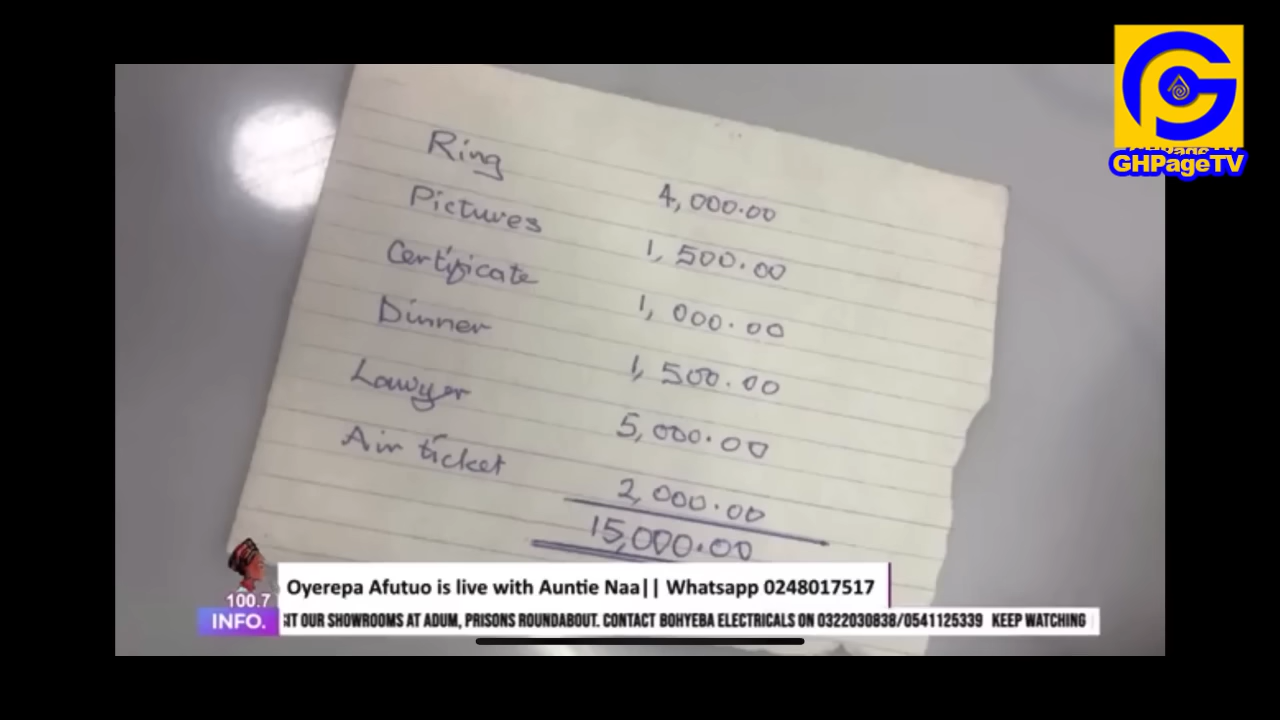 GHPageTV
Ring 4,000.00
Pictures 1,500.00
Certificate 1,000.00
Dinner 1,500.00
Lawyer 5,000.00
Air ticket 2,000.00
15,000.00
Oyerepa Afutuo is live with Auntie Naa|| Whatsapp 0248017517
100.7
INFO.
IT OUR SHOWROOMS AT ADUM, PRISONS ROUNDABOUT. CONTACT BOHYEBA ELECTRICALS ON 0322030838/0541125339 KEEP WATCHING